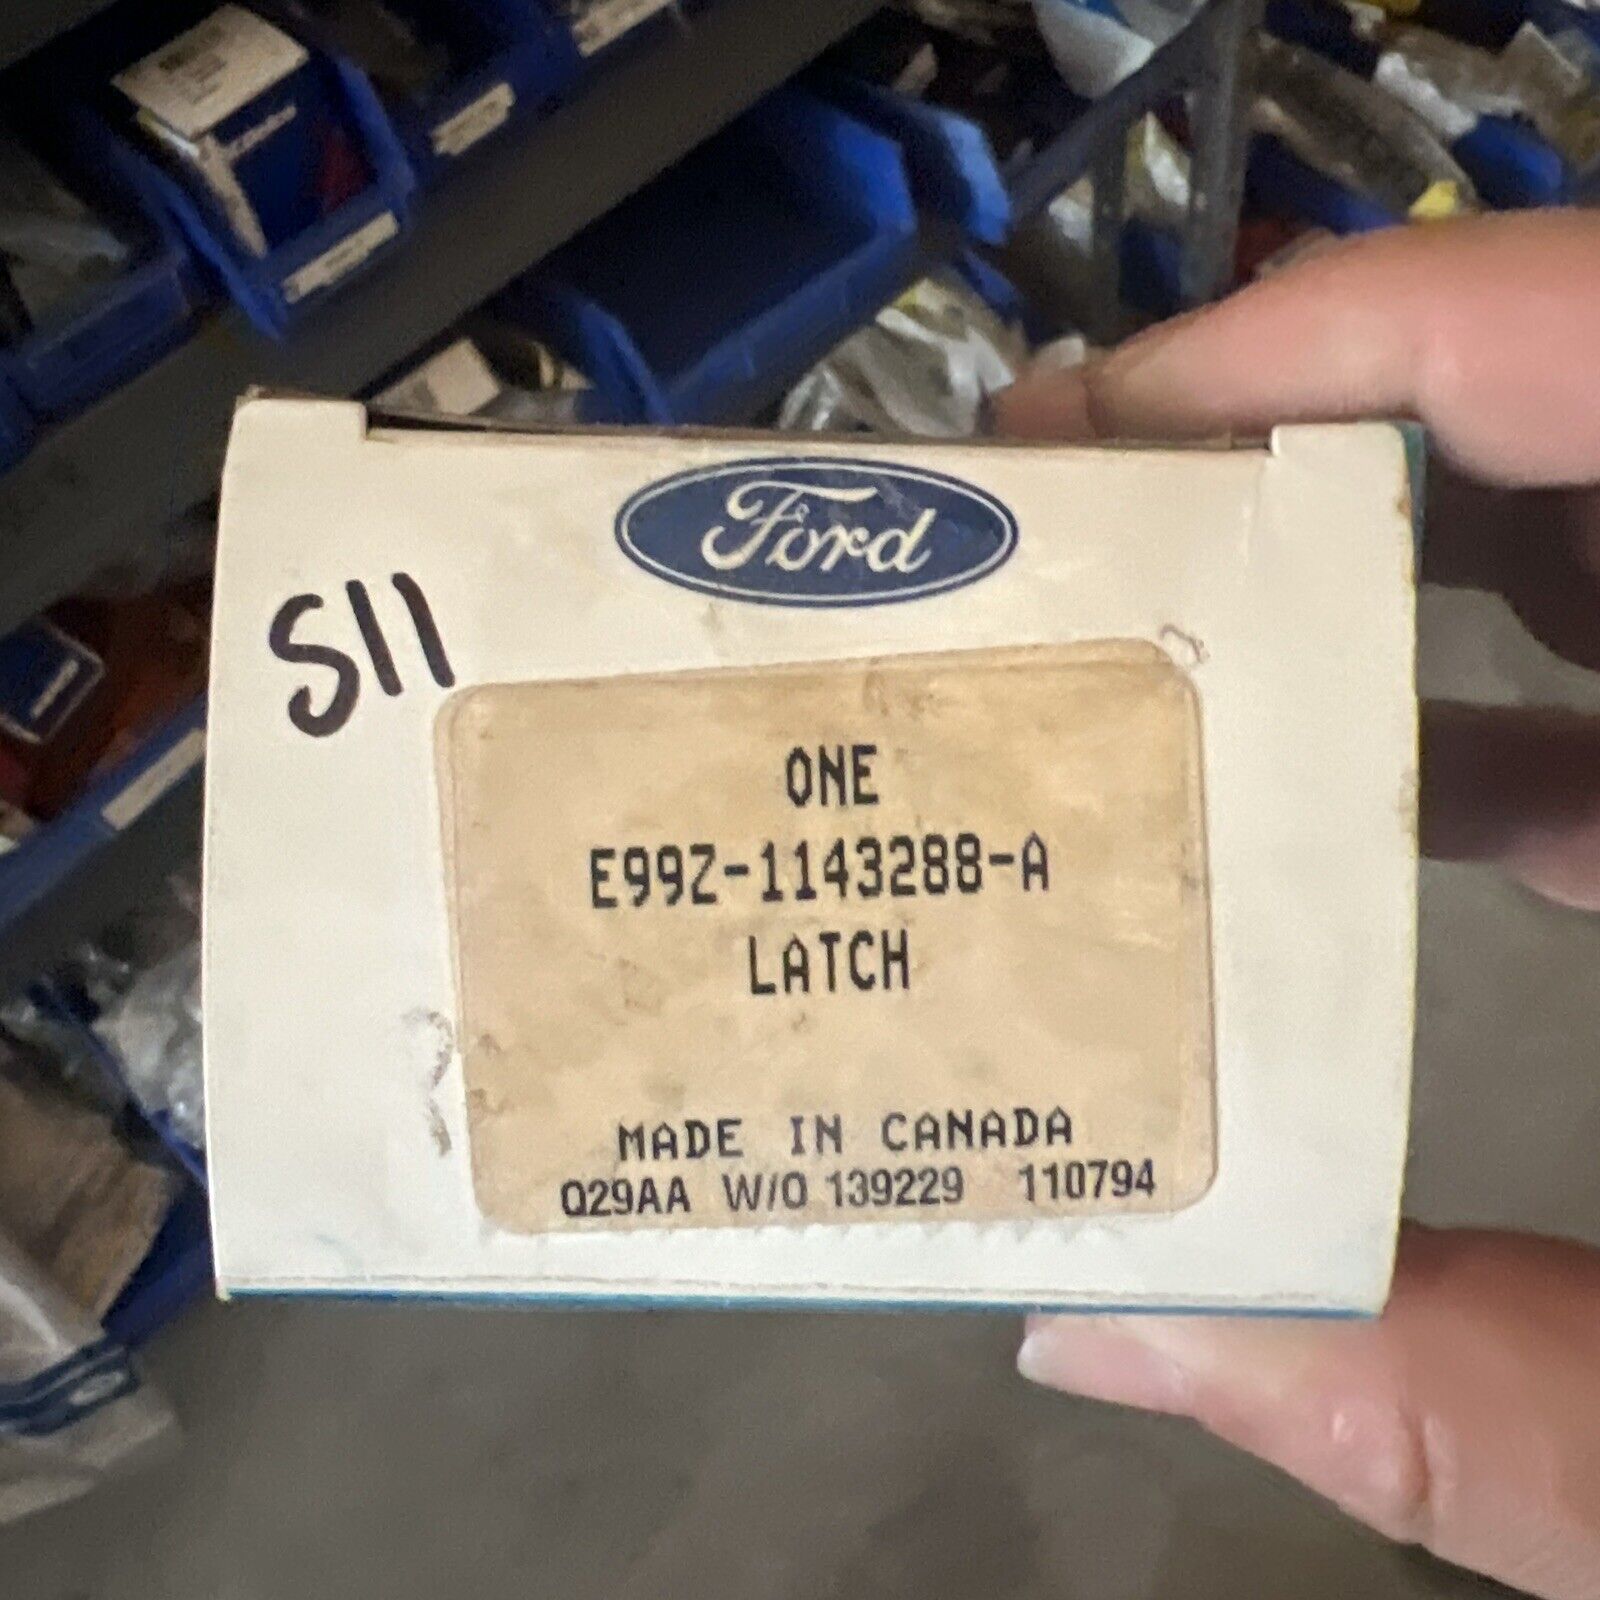 Ford
S11
ONE
E99Z-1143288-A
LATCH
MADE IN CANADA
Q29AA W/O 139229 110794